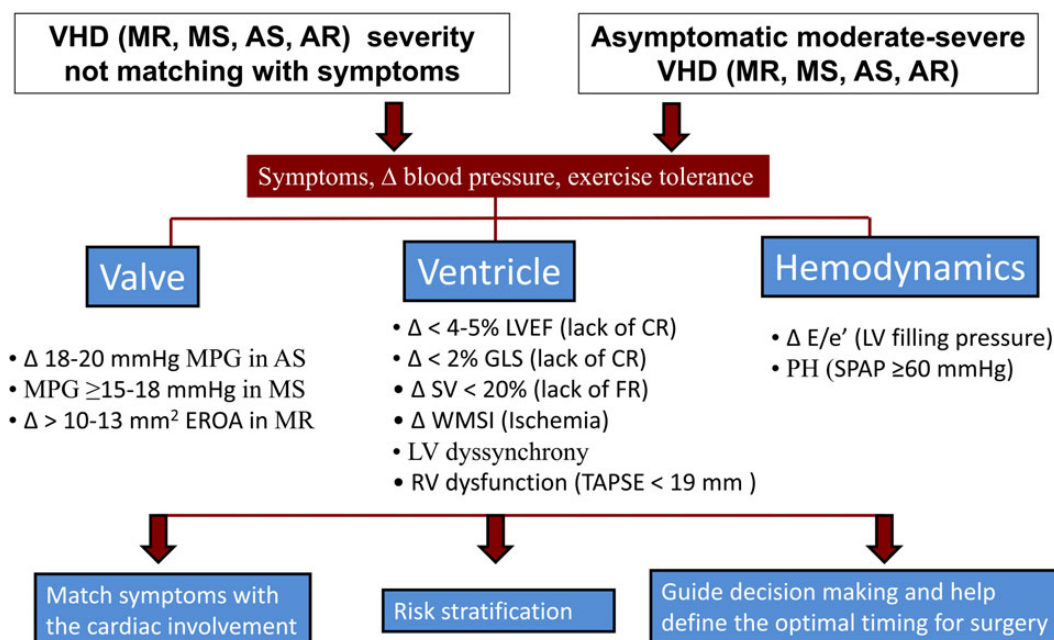 VHD (MR, MS, AS, AR) severity
not matching with symptoms
Asymptomatic moderate-severe
VHD (MR, MS, AS, AR)
Symptoms, Δ blood pressure, exercise tolerance
Valve
• Δ 18-20 mmHg MPG in AS
• MPG ≥15-18 mmHg in MS
• Δ > 10-13 mm² EROA in MR
Ventricle
• Δ < 4-5% LVEF (lack of CR)
• Δ < 2% GLS (lack of CR)
• Δ SV < 20% (lack of FR)
• Δ WMSI (Ischemia)
• LV dyssynchrony
• RV dysfunction (TAPSE < 19 mm )
Hemodynamics
• Δ E/e’ (LV filling pressure)
• PH (SPAP ≥60 mmHg)
Match symptoms with
the cardiac involvement
Risk stratification
Guide decision making and help
define the optimal timing for surgery